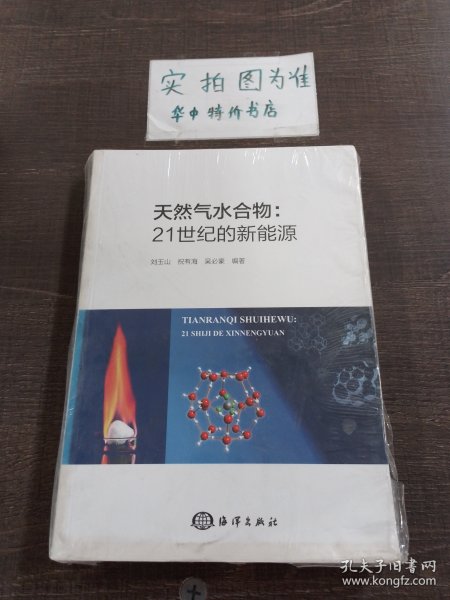 实拍图为准
华中特价书店
天然气水合物：
21世纪的新能源
刘玉山 祝有海 吴必豪 编著
TIANRANQI SHUIHEWU:
21 SHIJI DE XINNENGYUAN
海洋出版社
孔夫子旧书网
www.kongfz.com